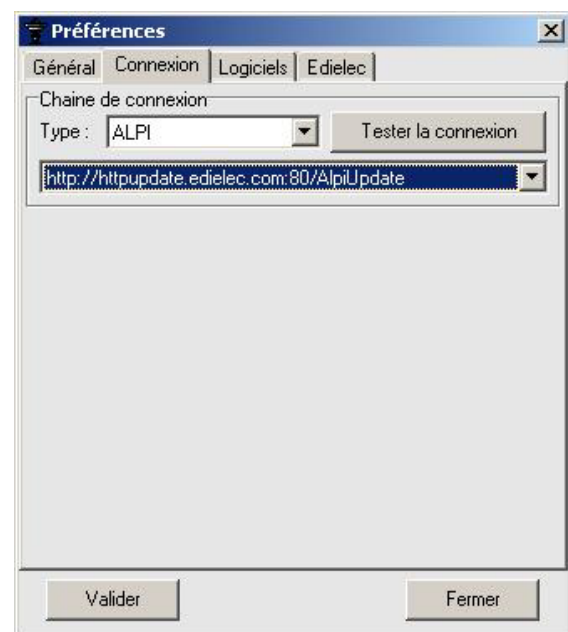 Préférences
Général Connexion Logiciels Edielec
Chaine de connexion
Type : ALPI Tester la connexion
http://httpupdate.edielec.com:80/AlpiUpdate
Valider Fermer